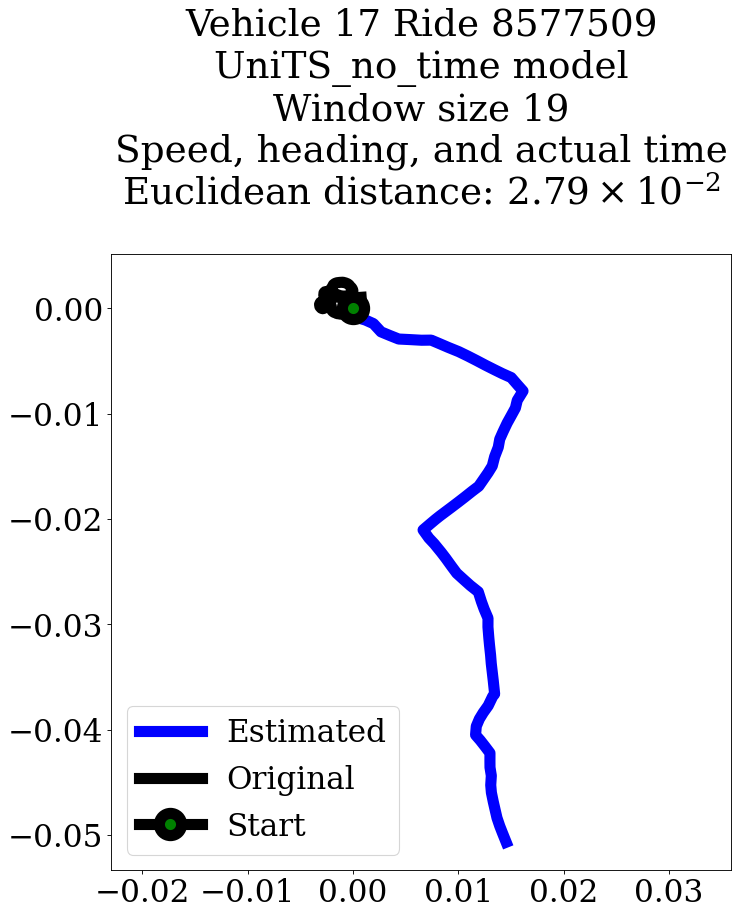 Vehicle 17 Ride 8577509
UniTS_no_time model
Window size 19
Speed, heading, and actual time
Euclidean distance: 2.79 × 10⁻²
0.00
−0.01
−0.02
−0.03
−0.04
−0.05
Estimated
Original
Start
−0.02 −0.01 0.00 0.01 0.02 0.03